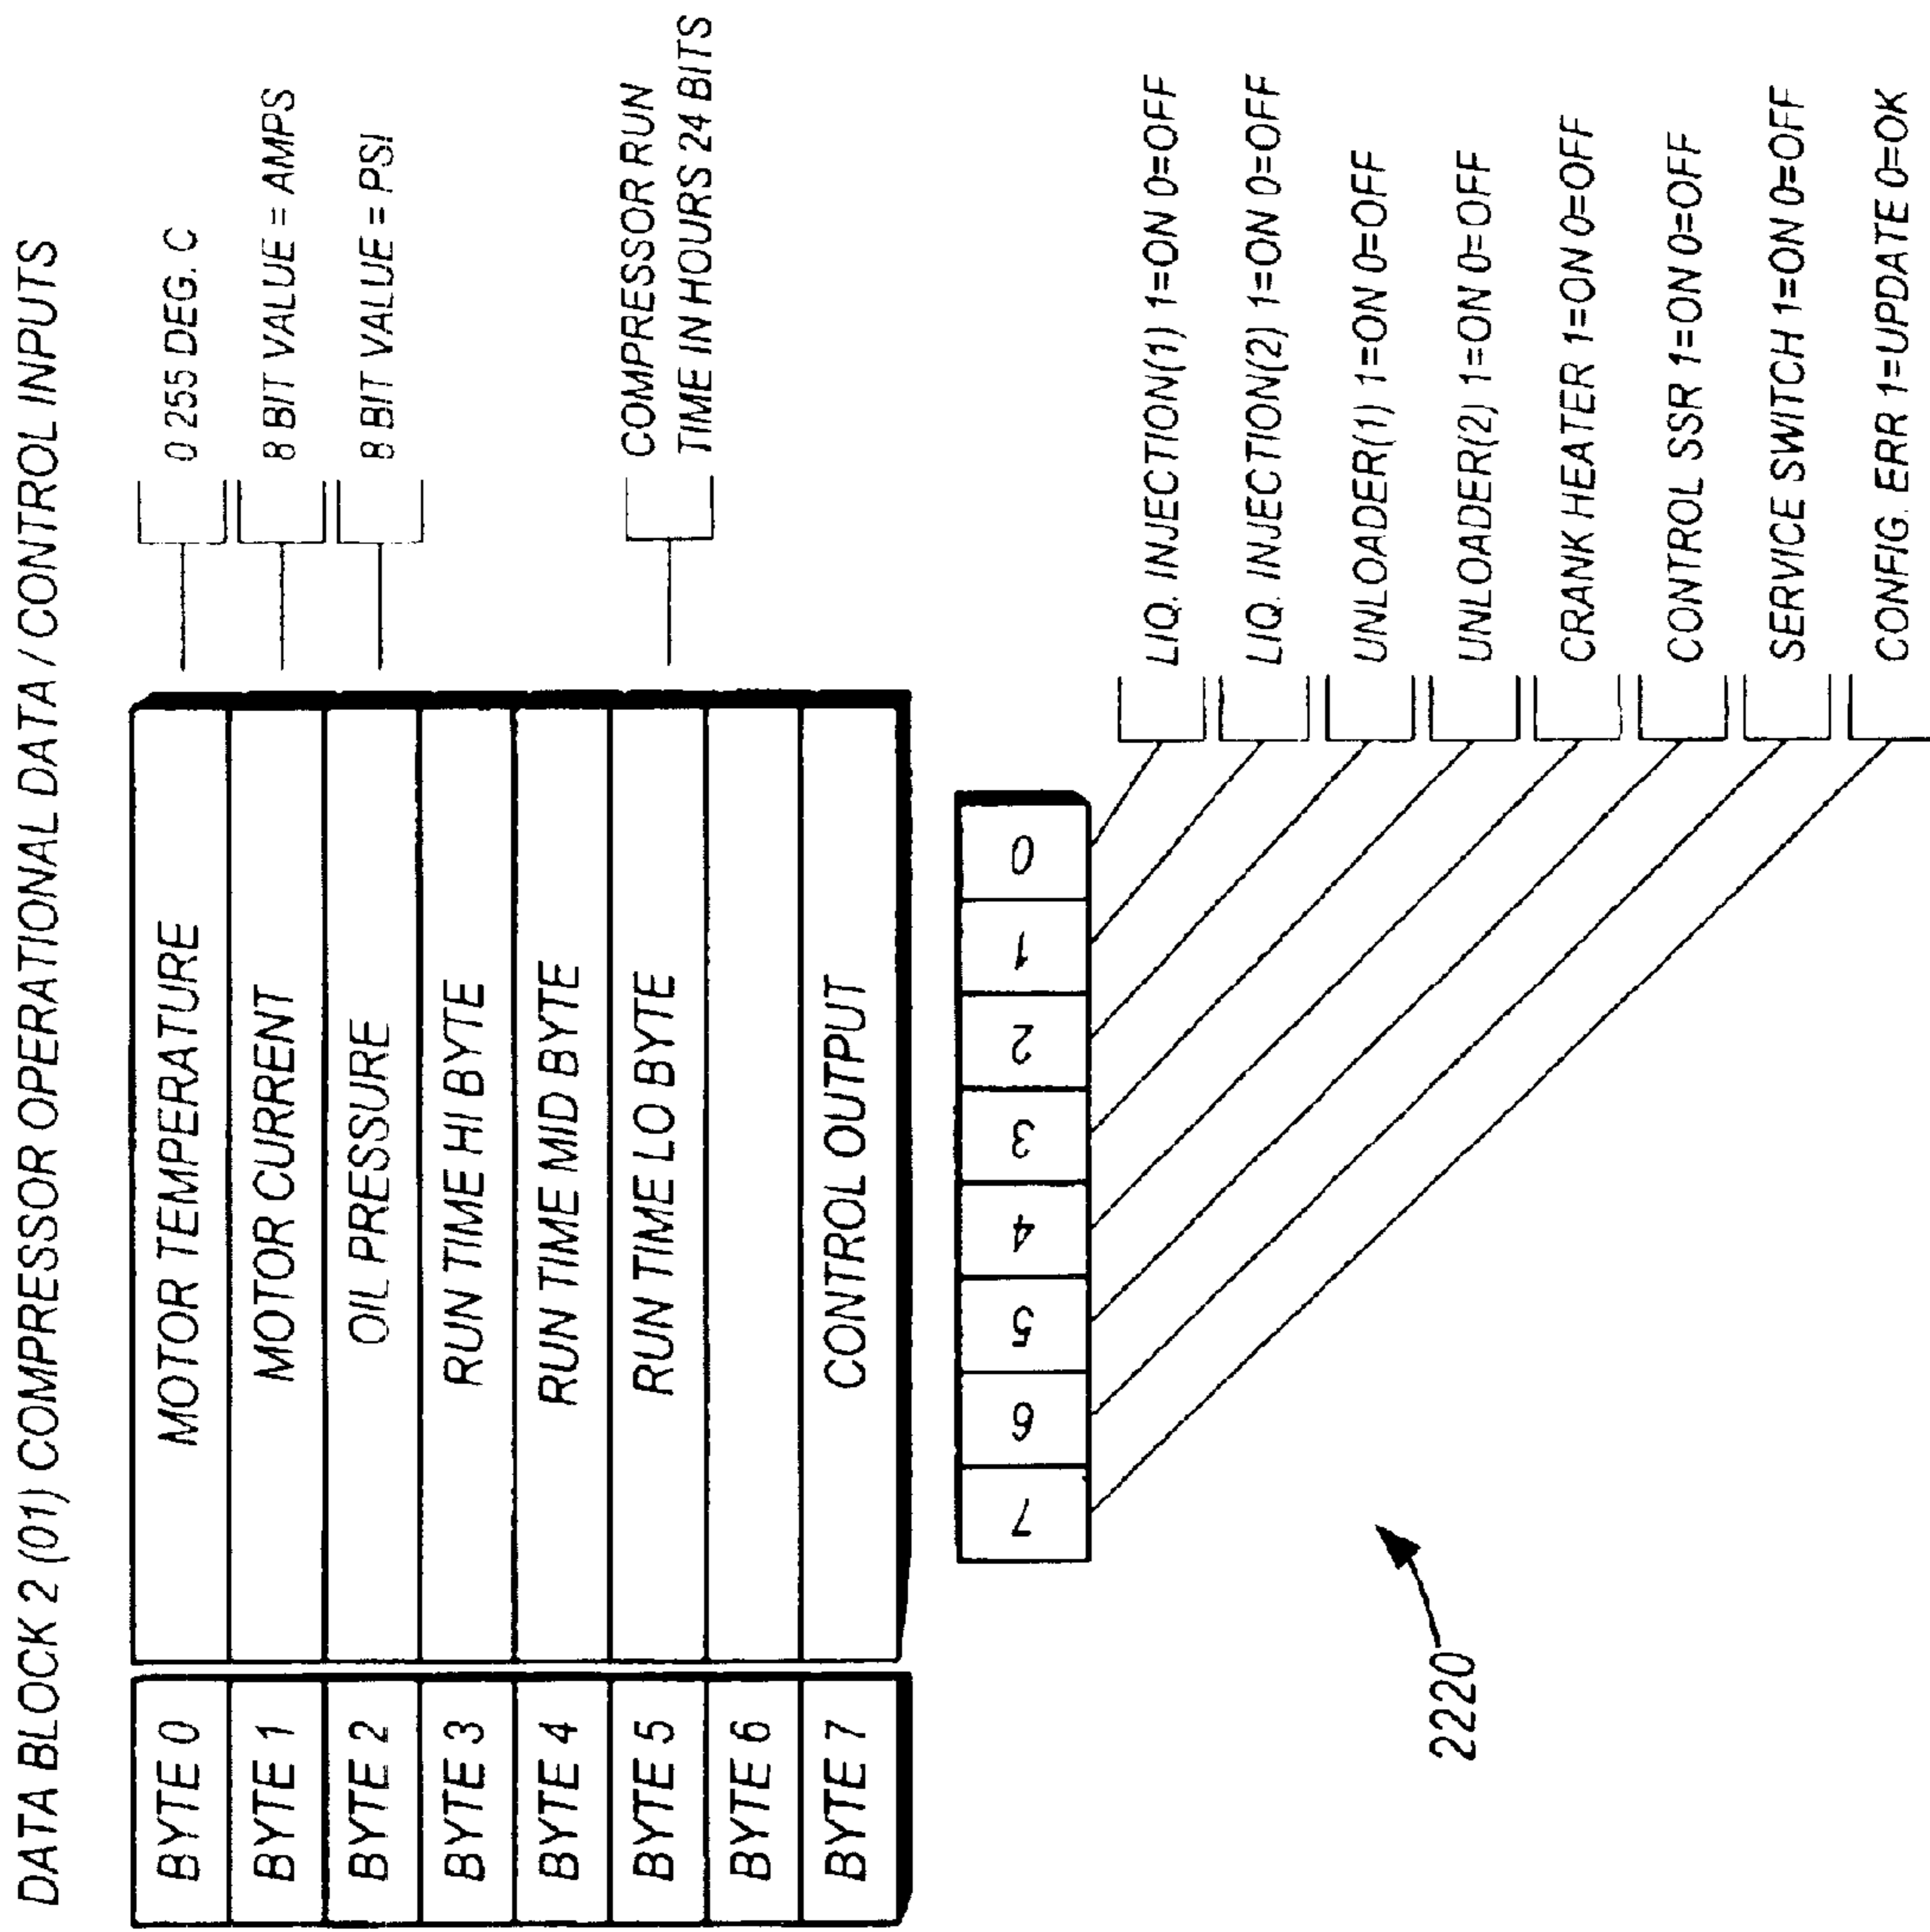 DATA BLOCK 2 (01) COMPRESSOR OPERATIONAL DATA / CONTROL INPUTS
BYTE 0 MOTOR TEMPERATURE 0 255 DEG. C
BYTE 1 MOTOR CURRENT 8 BIT VALUE = AMPS
BYTE 2 OIL PRESSURE 8 BIT VALUE = PSI
BYTE 3 RUN TIME HI BYTE
BYTE 4 RUN TIME MID BYTE
BYTE 5 RUN TIME LO BYTE
COMPRESSOR RUN
TIME IN HOURS 24 BITS
BYTE 6
BYTE 7 CONTROL OUTPUT
7 6 5 4 3 2 1 0
LIQ. INJECTION(1) 1=ON 0=OFF
LIQ. INJECTION(2) 1=ON 0=OFF
UNLOADER(1) 1=ON 0=OFF
UNLOADER(2) 1=ON 0=OFF
CRANK HEATER 1=ON 0=OFF
CONTROL SSR 1=ON 0=OFF
SERVICE SWITCH 1=ON 0=OFF
CONFIG. ERR 1=UPDATE 0=OK
2220